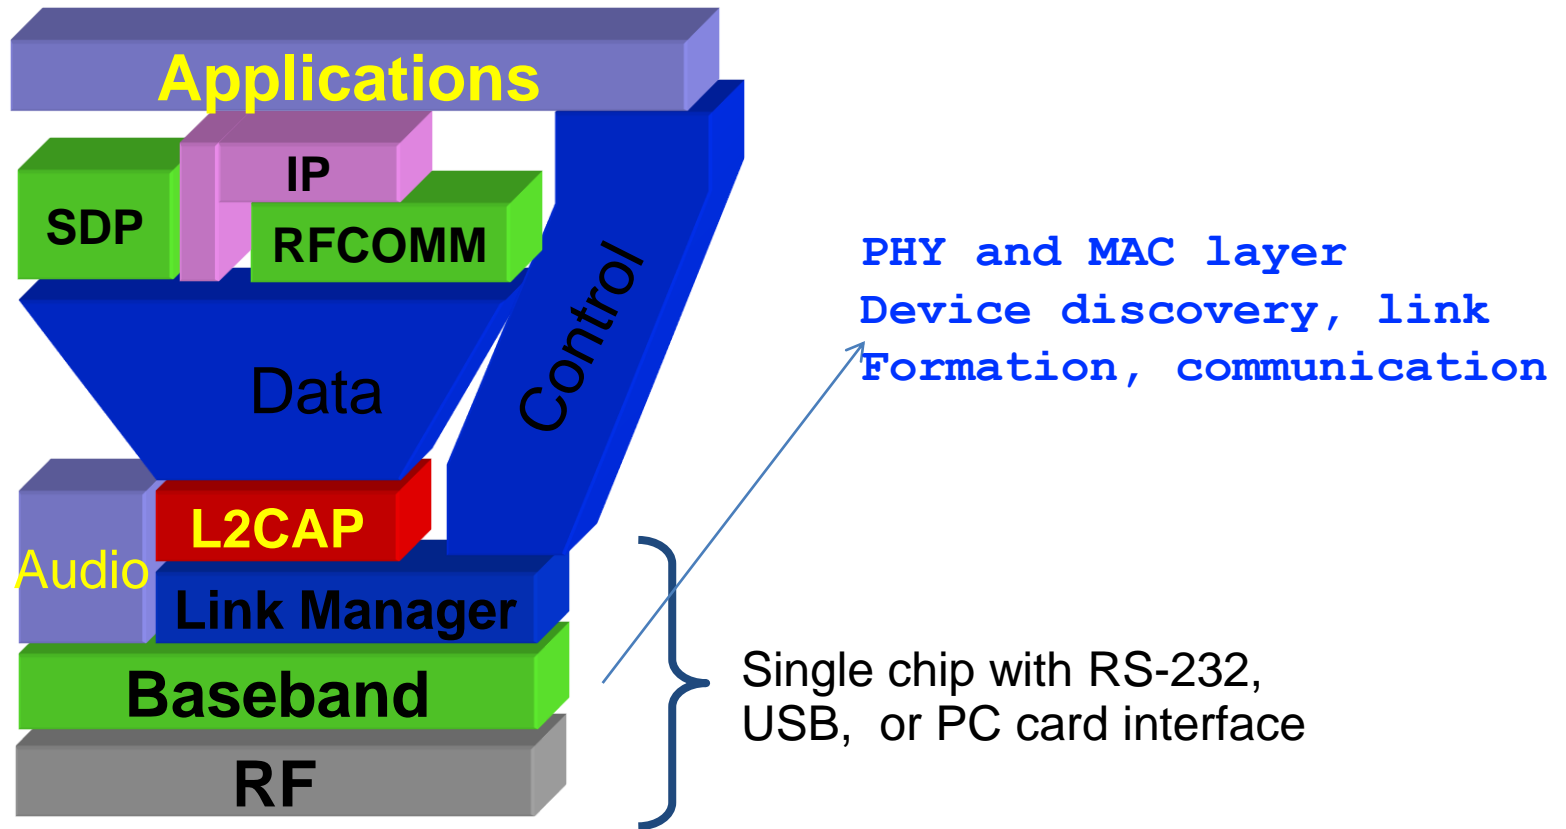 Applications
IP
SDP
RFCOMM
Control
Data
L2CAP
Audio
Link Manager
Baseband
RF
PHY and MAC layer
Device discovery, link
Formation, communication
Single chip with RS-232,
USB,  or PC card interface